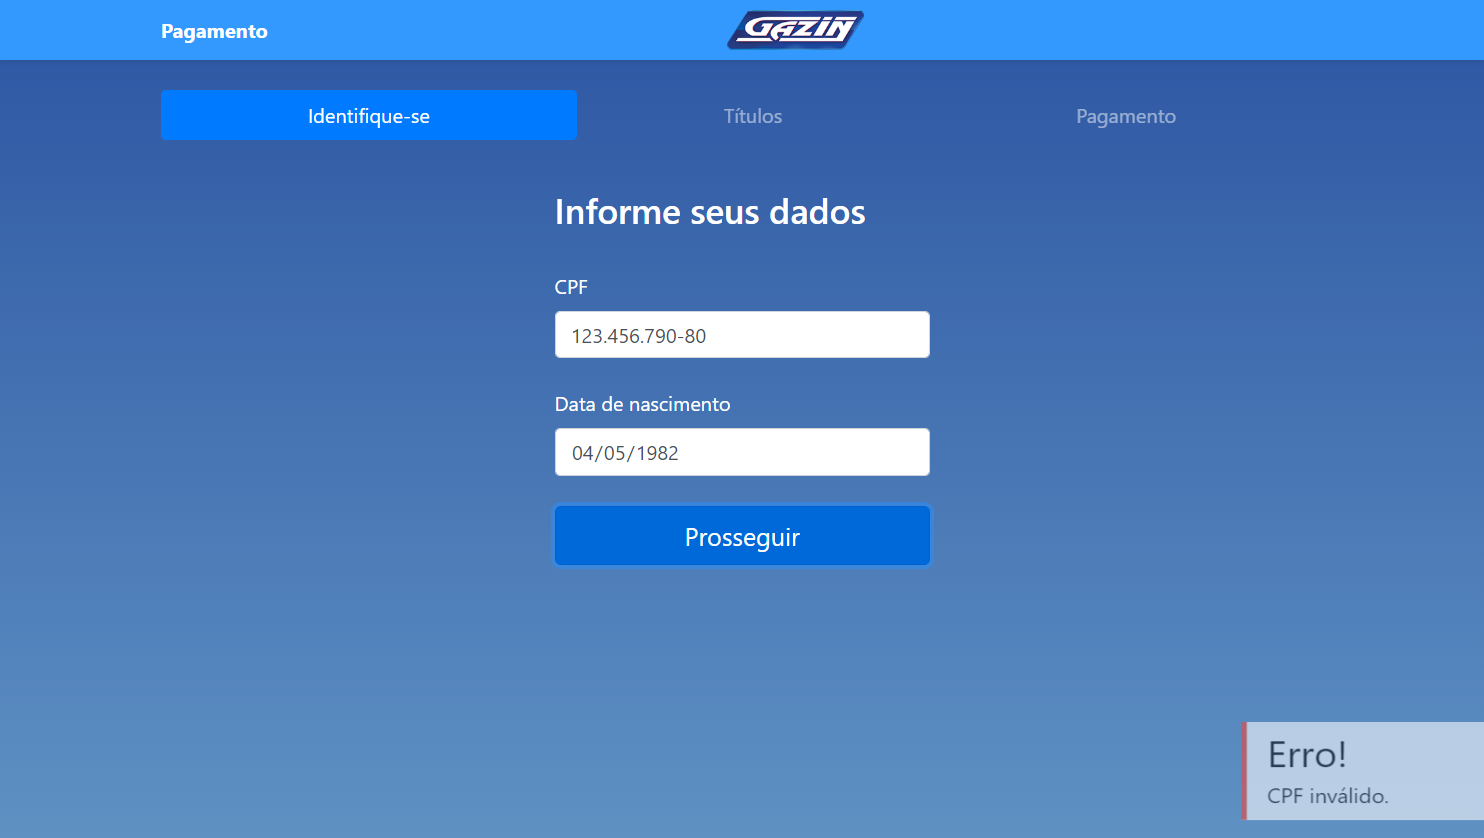 Pagamento
GAZIN
Identifique-se
Títulos
Pagamento
Informe seus dados
CPF
123.456.790-80
Data de nascimento
04/05/1982
Prosseguir
Erro!
CPF inválido.